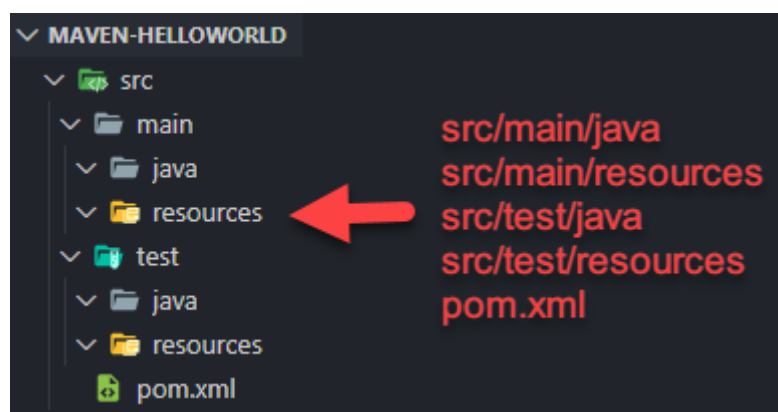 MAVEN-HELLOWORLD
src
main
java
resources
test
java
resources
pom.xml
src/main/java
src/main/resources
src/test/java
src/test/resources
pom.xml